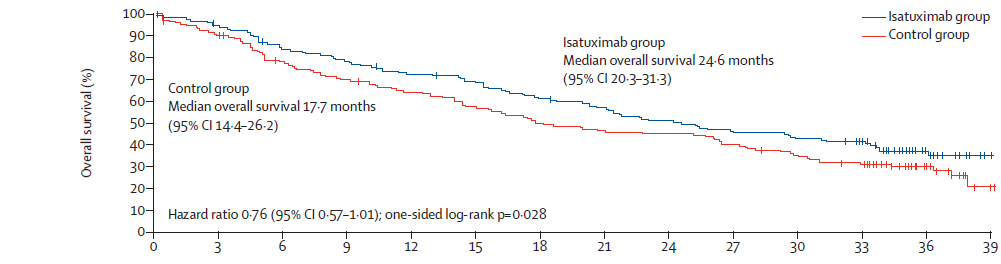 Overall survival (%)
100
90
80
70
60
50
40
30
20
10
0
Isatuximab group
Control group
Isatuximab group
Median overall survival 24·6 months
(95% CI 20·3–31·3)
Control group
Median overall survival 17·7 months
(95% CI 14·4–26·2)
Hazard ratio 0·76 (95% CI 0·57–1·01); one-sided log-rank p=0·028
0 3 6 9 12 15 18 21 24 27 30 33 36 39